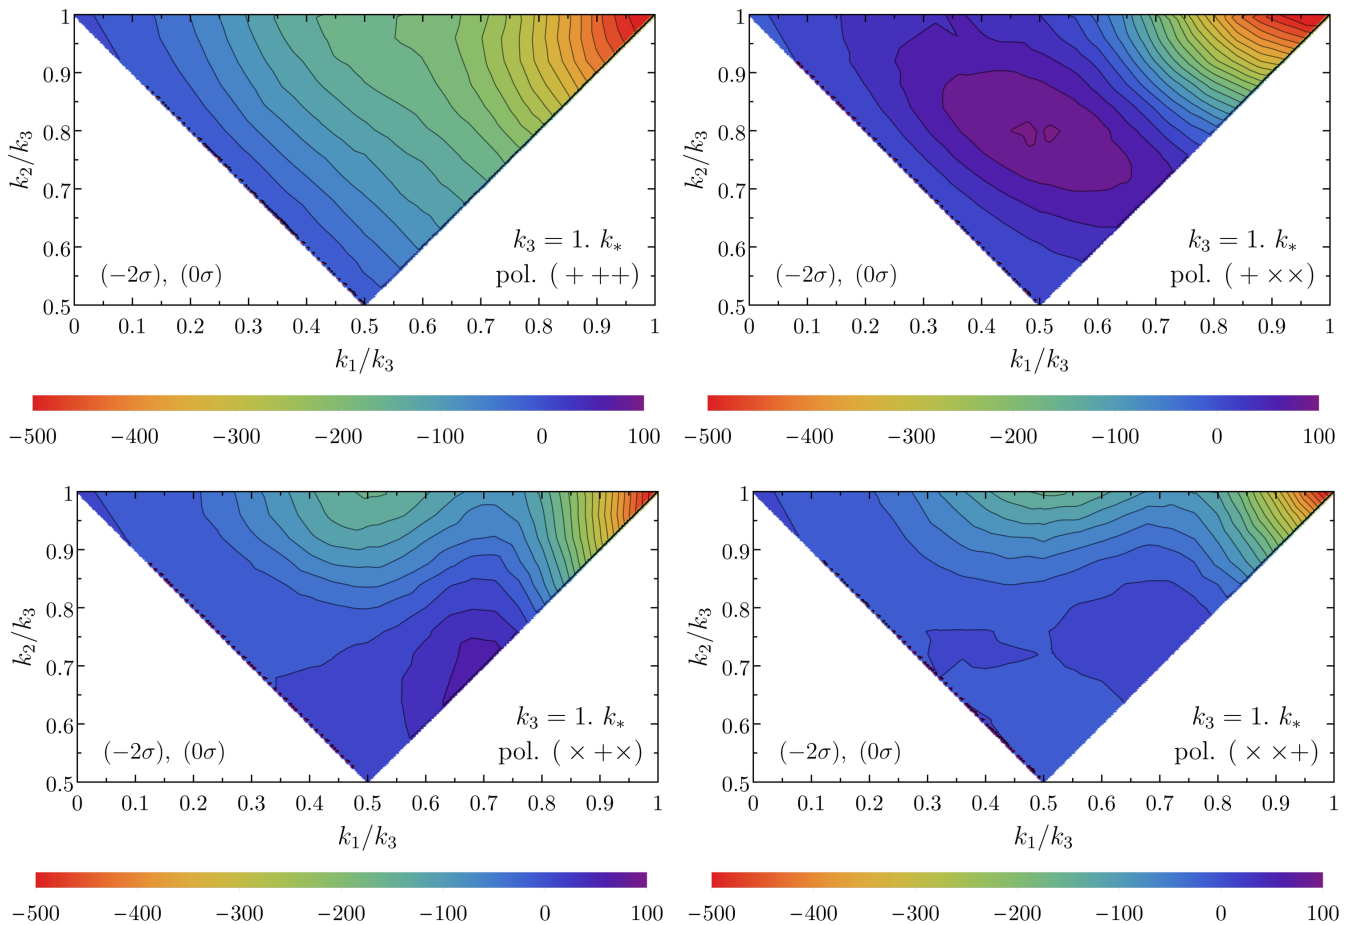 1
0.9
0.8
0.7
0.6
0.5
k₂/k₃
0 0.1 0.2 0.3 0.4 0.5 0.6 0.7 0.8 0.9 1
k₁/k₃
(−2σ), (0σ)
k₃ = 1. k∗
pol. (+ ++)
−500 −400 −300 −200 −100 0 100
1
0.9
0.8
0.7
0.6
0.5
k₂/k₃
0 0.1 0.2 0.3 0.4 0.5 0.6 0.7 0.8 0.9 1
k₁/k₃
(−2σ), (0σ)
k₃ = 1. k∗
pol. (+ ××)
−500 −400 −300 −200 −100 0 100
1
0.9
0.8
0.7
0.6
0.5
k₂/k₃
0 0.1 0.2 0.3 0.4 0.5 0.6 0.7 0.8 0.9 1
k₁/k₃
(−2σ), (0σ)
k₃ = 1. k∗
pol. (× +×)
−500 −400 −300 −200 −100 0 100
1
0.9
0.8
0.7
0.6
0.5
k₂/k₃
0 0.1 0.2 0.3 0.4 0.5 0.6 0.7 0.8 0.9 1
k₁/k₃
(−2σ), (0σ)
k₃ = 1. k∗
pol. (× ×+)
−500 −400 −300 −200 −100 0 100